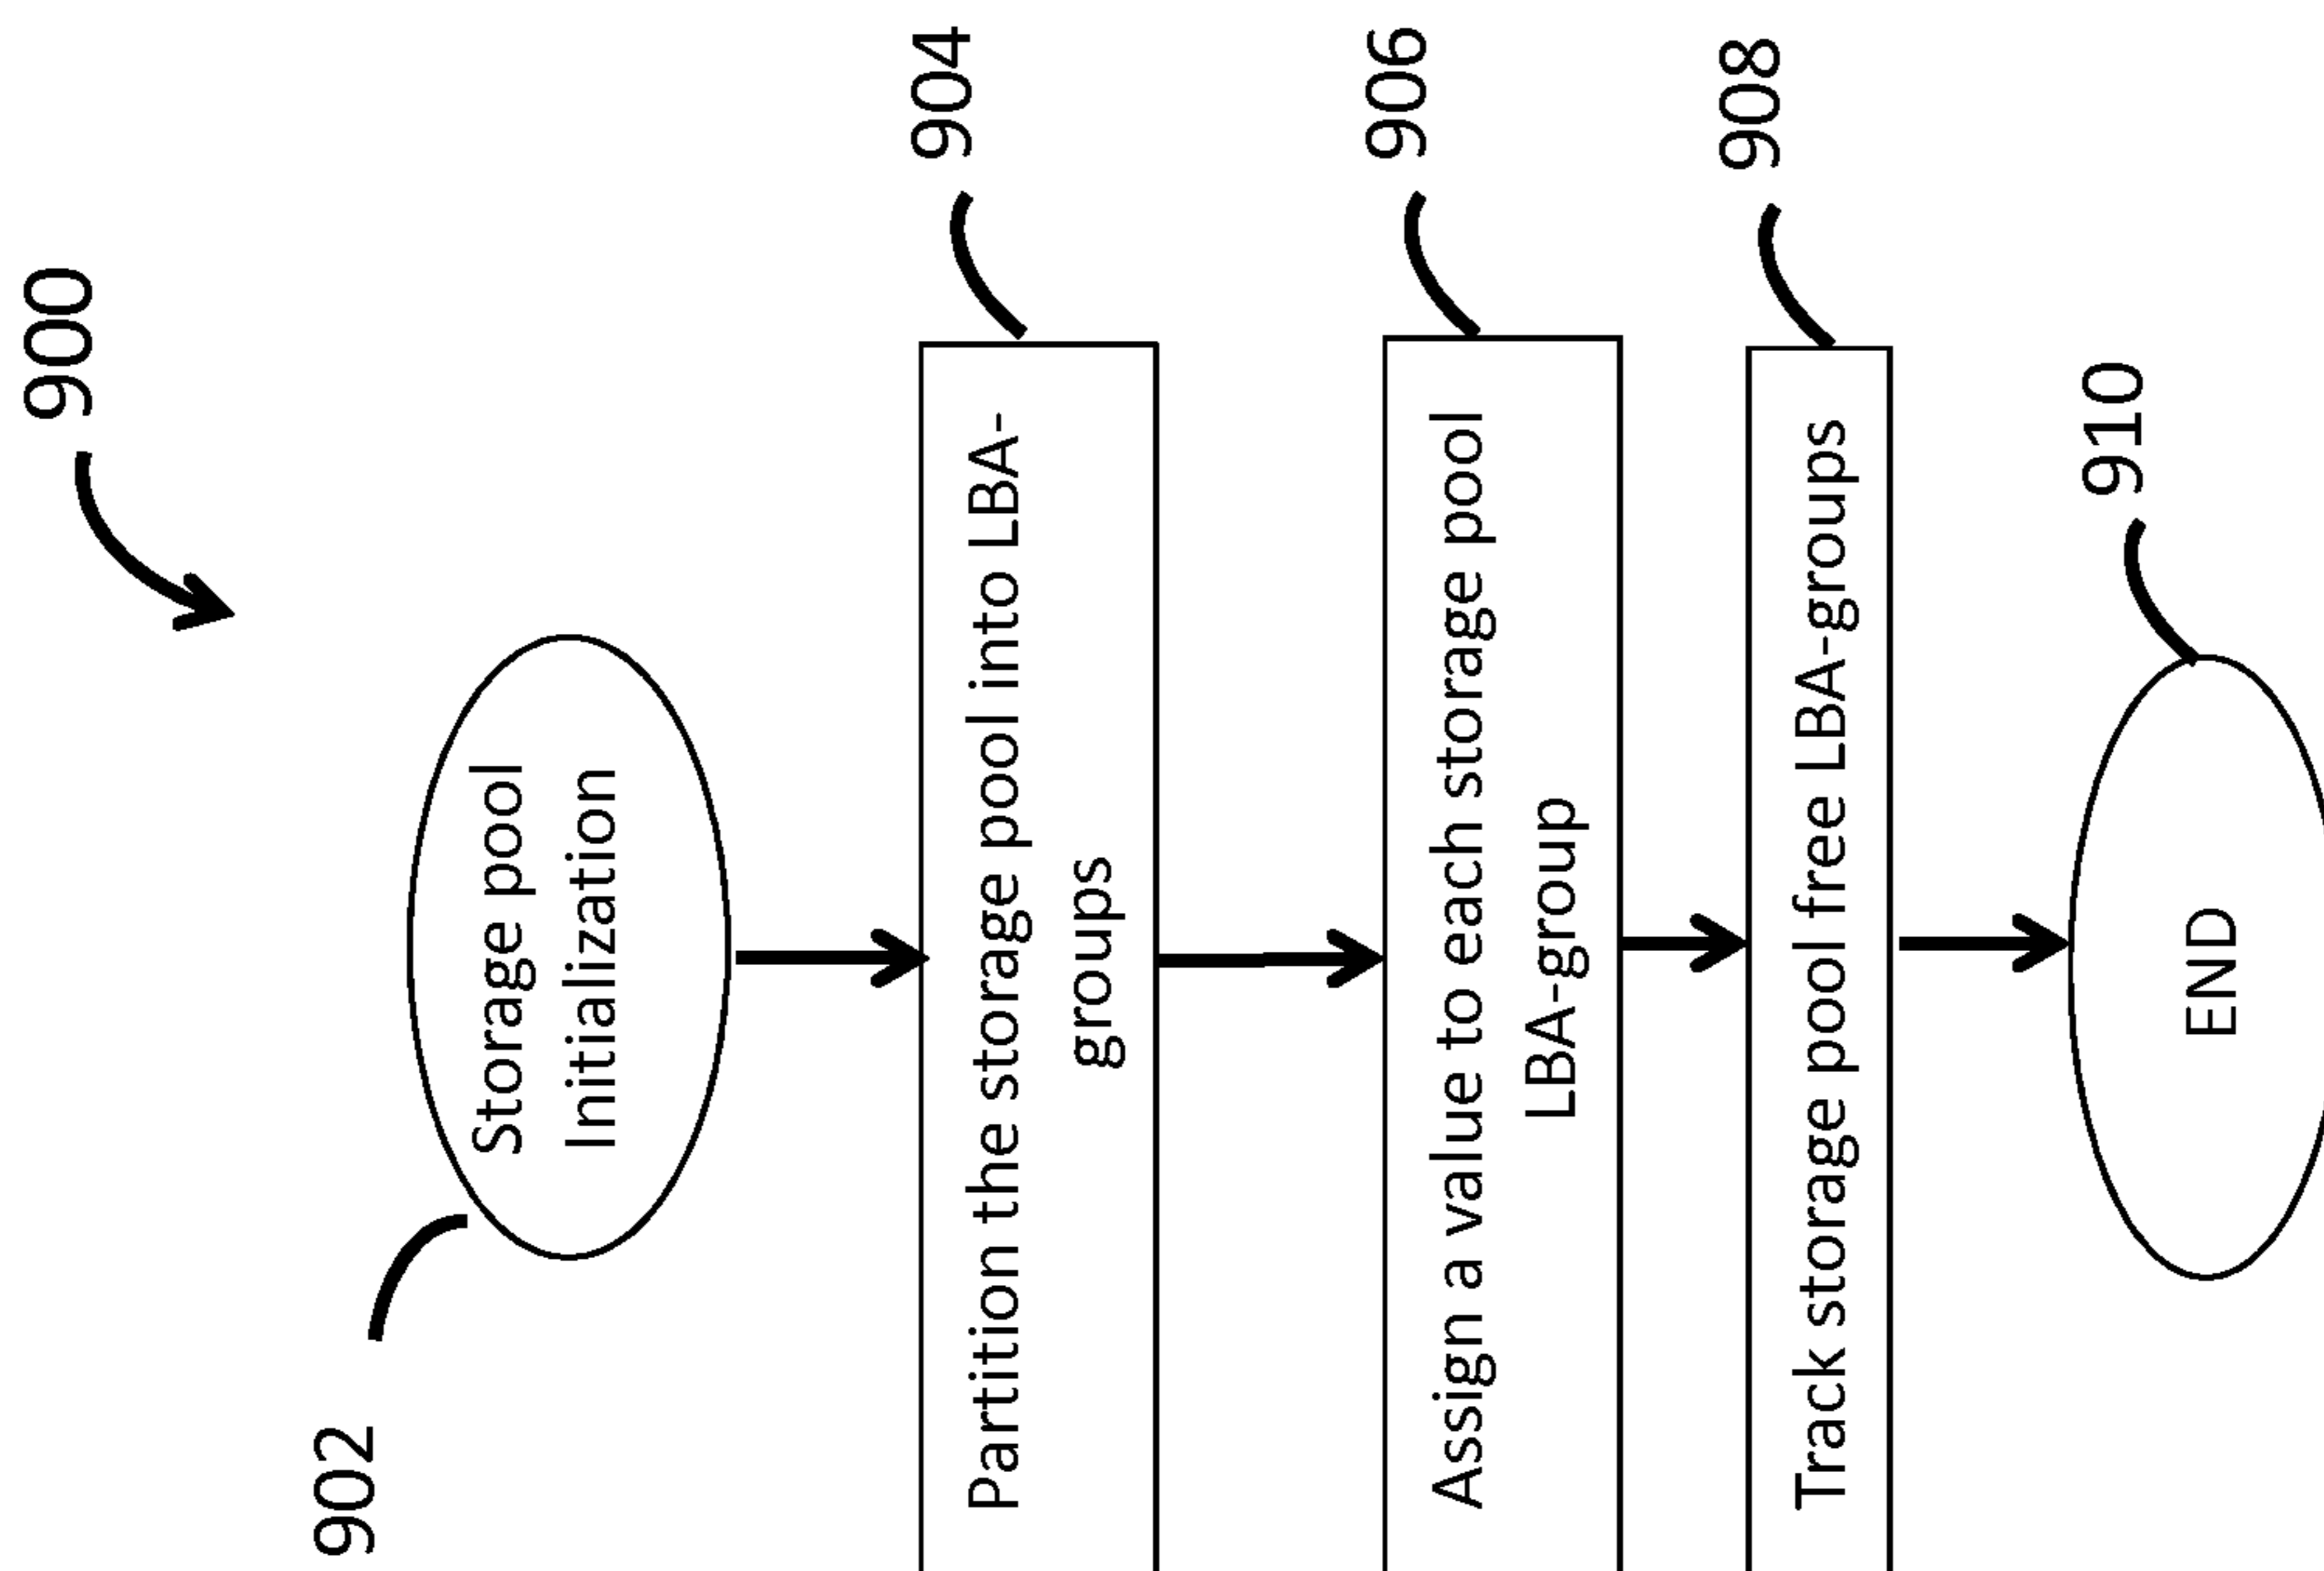 900
902
Storage pool
Initialization
904
Partition the storage pool into LBA-
groups
906
Assign a value to each storage pool
LBA-group
908
Track storage pool free LBA-groups
910
END